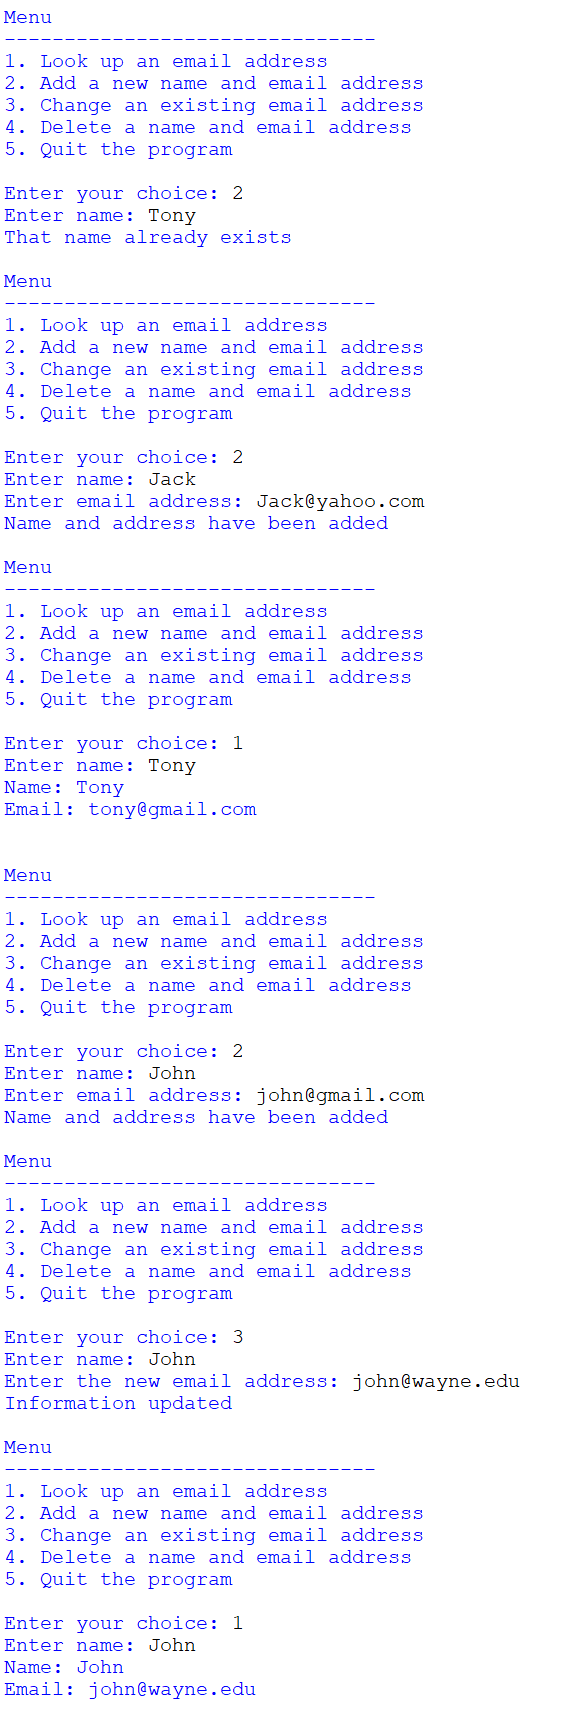 Menu
-------------------------------
1. Look up an email address
2. Add a new name and email address
3. Change an existing email address
4. Delete a name and email address
5. Quit the program
Enter your choice: 2
Enter name: Tony
That name already exists
Menu
-------------------------------
1. Look up an email address
2. Add a new name and email address
3. Change an existing email address
4. Delete a name and email address
5. Quit the program
Enter your choice: 2
Enter name: Jack
Enter email address: Jack@yahoo.com
Name and address have been added
Menu
-------------------------------
1. Look up an email address
2. Add a new name and email address
3. Change an existing email address
4. Delete a name and email address
5. Quit the program
Enter your choice: 1
Enter name: Tony
Name: Tony
Email: tony@gmail.com
Menu
-------------------------------
1. Look up an email address
2. Add a new name and email address
3. Change an existing email address
4. Delete a name and email address
5. Quit the program
Enter your choice: 2
Enter name: John
Enter email address: john@gmail.com
Name and address have been added
Menu
-------------------------------
1. Look up an email address
2. Add a new name and email address
3. Change an existing email address
4. Delete a name and email address
5. Quit the program
Enter your choice: 3
Enter name: John
Enter the new email address: john@wayne.edu
Information updated
Menu
-------------------------------
1. Look up an email address
2. Add a new name and email address
3. Change an existing email address
4. Delete a name and email address
5. Quit the program
Enter your choice: 1
Enter name: John
Name: John
Email: john@wayne.edu